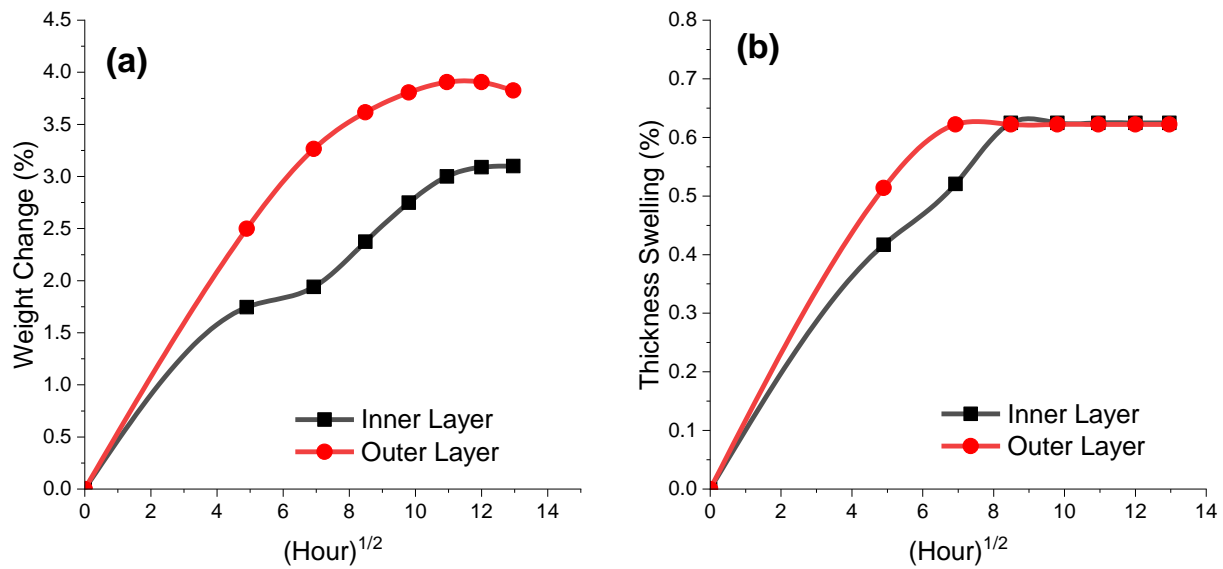 (a)
Weight Change (%)
4.5
4.0
3.5
3.0
2.5
2.0
1.5
1.0
0.5
0.0
0 2 4 6 8 10 12 14
(Hour)1/2
Inner Layer
Outer Layer
(b)
Thickness Swelling (%)
0.8
0.7
0.6
0.5
0.4
0.3
0.2
0.1
0.0
0 2 4 6 8 10 12 14
(Hour)1/2
Inner Layer
Outer Layer